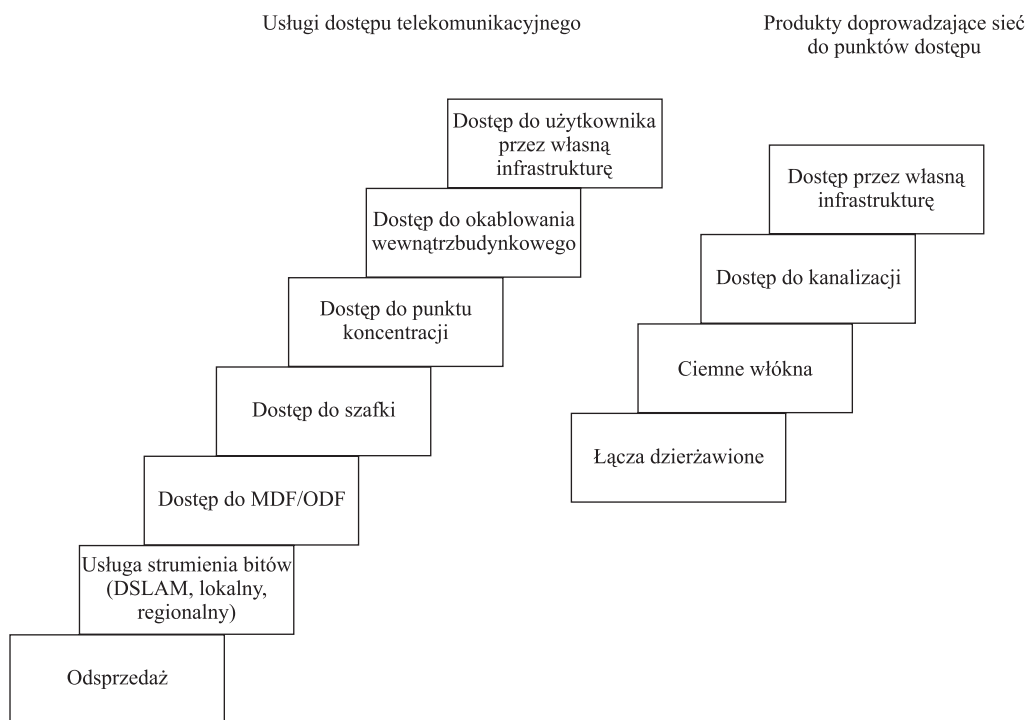 Usługi dostępu telekomunikacyjnego
Produkty doprowadzające sieć
do punktów dostępu
Dostęp do użytkownika
przez własną
infrastrukturę
Dostęp do okablowania
wewnątrzbudynkowego
Dostęp do punktu
koncentracji
Dostęp do szafki
Dostęp do MDF/ODF
Usługa strumienia bitów
(DSLAM, lokalny,
regionalny)
Odsprzedaż
Dostęp przez własną
infrastrukturę
Dostęp do kanalizacji
Ciemne włókna
Łącza dzierżawione